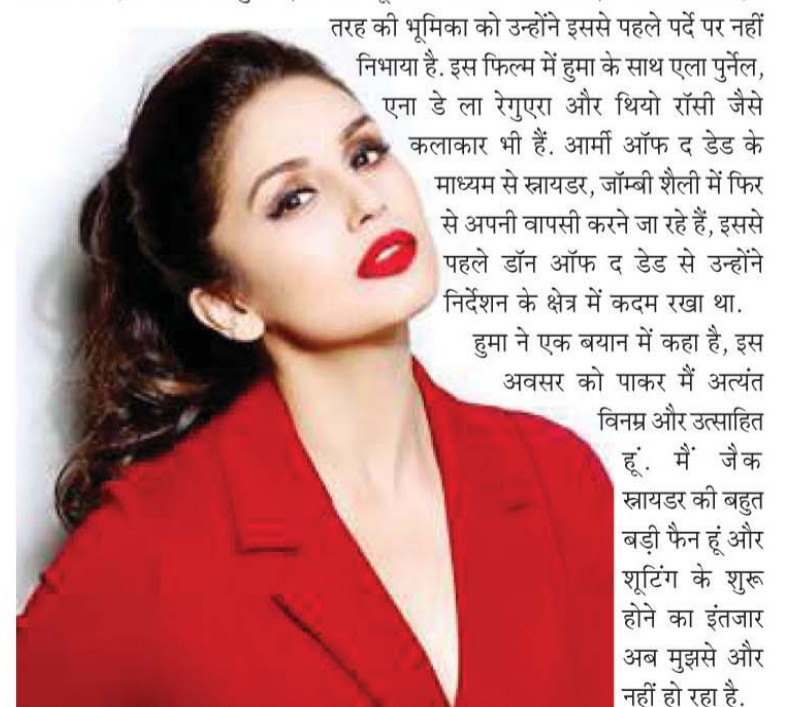 तरह की भूमिका को उन्होंने इससे पहले पर्दे पर नहीं
निभाया है. इस फिल्म में हुमा के साथ एला पुर्नेल,
एना डे ला रेगुएरा और थियो रॉसी जैसे
कलाकार भी हैं. आर्मी ऑफ द डेड के
माध्यम से स्नायडर, जॉम्बी शैली में फिर
से अपनी वापसी करने जा रहे हैं, इससे
पहले डॉन ऑफ द डेड से उन्होंने
निर्देशन के क्षेत्र में कदम रखा था.
हुमा ने एक बयान में कहा है, इस
अवसर को पाकर मैं अत्यंत
विनम्र और उत्साहित
हूं. मैं जैक
स्नायडर की बहुत
बड़ी फैन हूं और
शूटिंग के शुरू
होने का इंतजार
अब मुझसे और
नहीं हो रहा है.